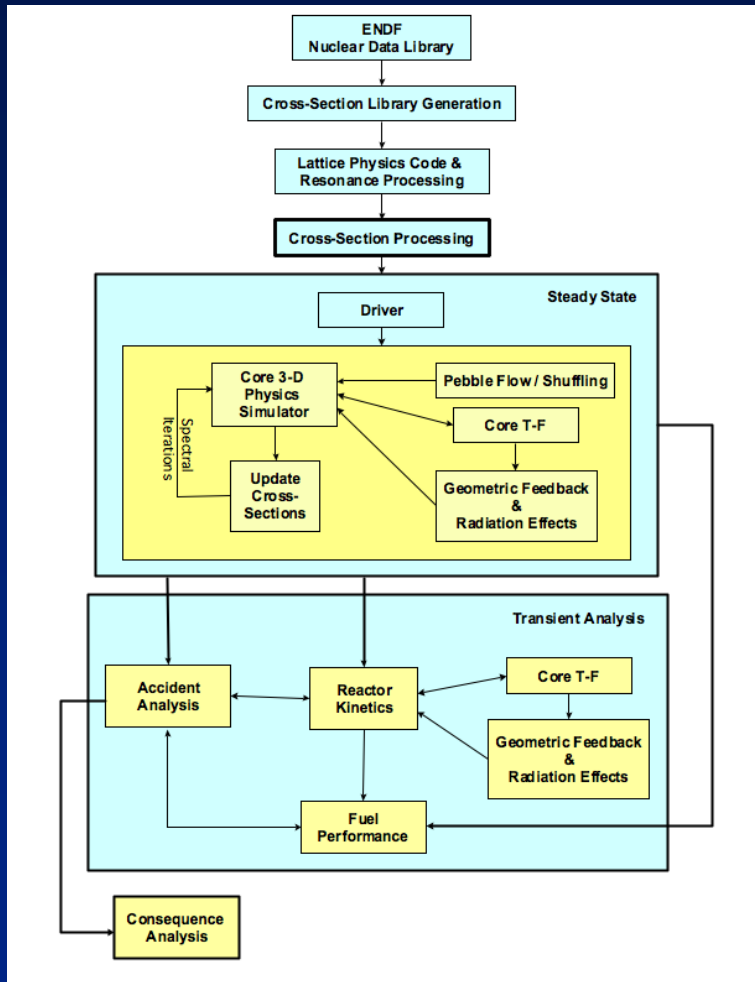 ENDF
Nuclear Data Library
Cross-Section Library Generation
Lattice Physics Code &
Resonance Processing
Cross-Section Processing
Steady State
Driver
Core 3-D
Physics
Simulator
Pebble Flow / Shuffling
Spectral
Iterations
Core T-F
Update
Cross-
Sections
Geometric Feedback
&
Radiation Effects
Transient Analysis
Accident
Analysis
Reactor
Kinetics
Core T-F
Geometric Feedback
&
Radiation Effects
Fuel
Performance
Consequence
Analysis